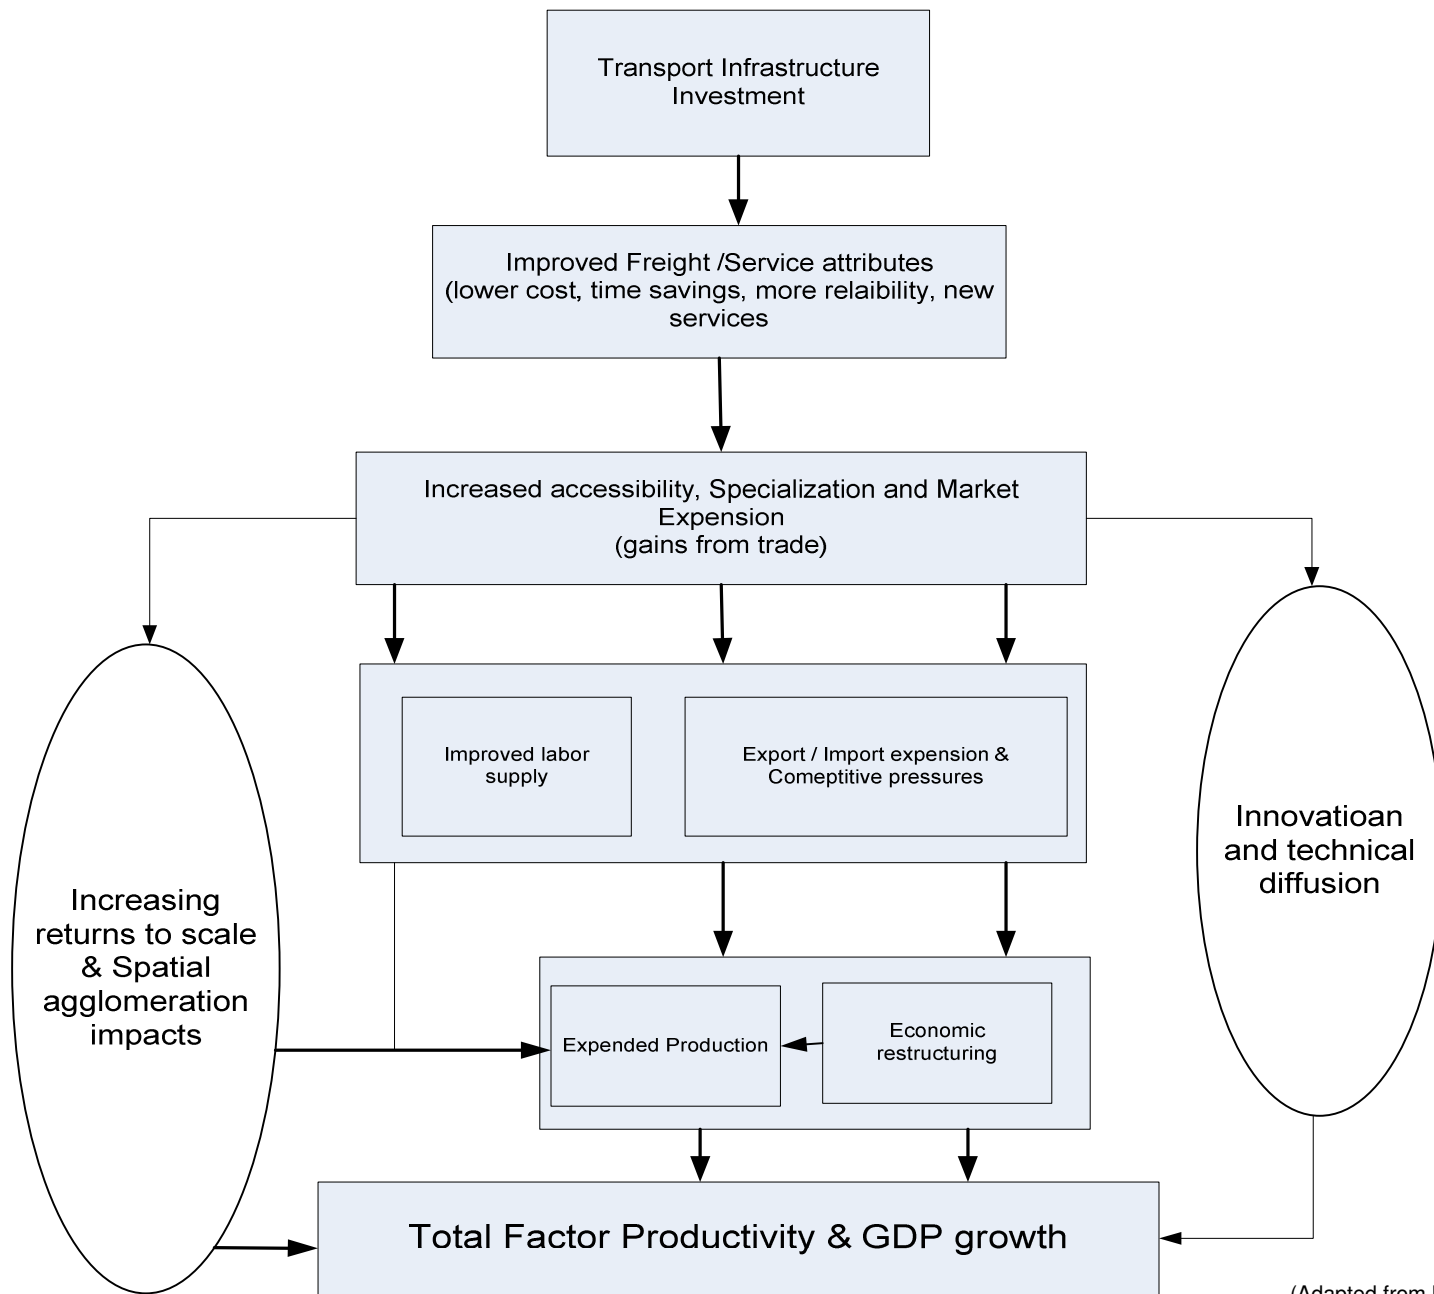 Transport Infrastructure
Investment
Improved Freight /Service attributes
(lower cost, time savings, more relaibility, new
services
Increased accessibility, Specialization and Market
Expension
(gains from trade)
Improved labor
supply
Export / Import expension &
Comeptitive pressures
Innovatioan
and technical
diffusion
Increasing
returns to scale
& Spatial
agglomeration
impacts
Expended Production
Economic
restructuring
Total Factor Productivity & GDP growth
(Adapted from